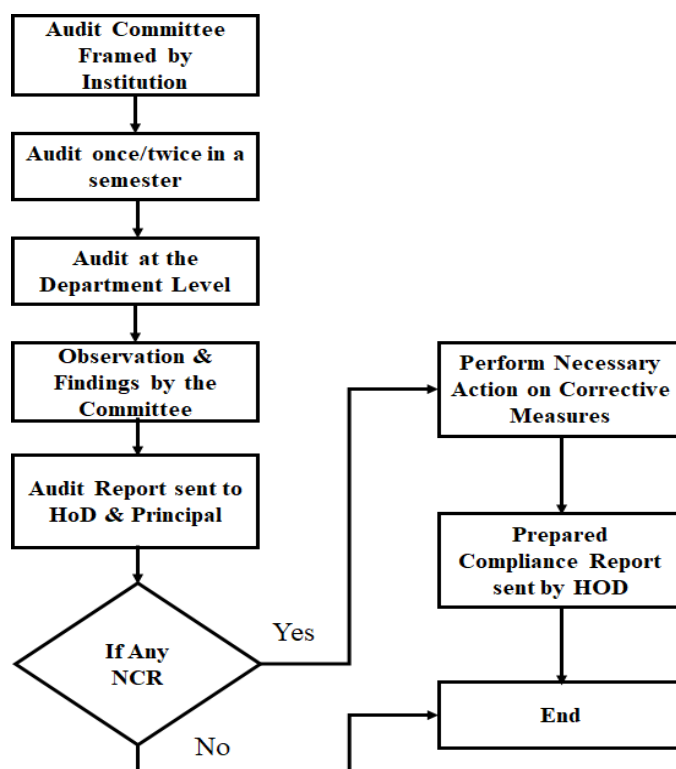 Audit Committee
Framed by
Institution
Audit once/twice in a
semester
Audit at the
Department Level
Observation &
Findings by the
Committee
Audit Report sent to
HoD & Principal
If Any
NCR
Yes
No
Perform Necessary
Action on Corrective
Measures
Prepared
Compliance Report
sent by HOD
End